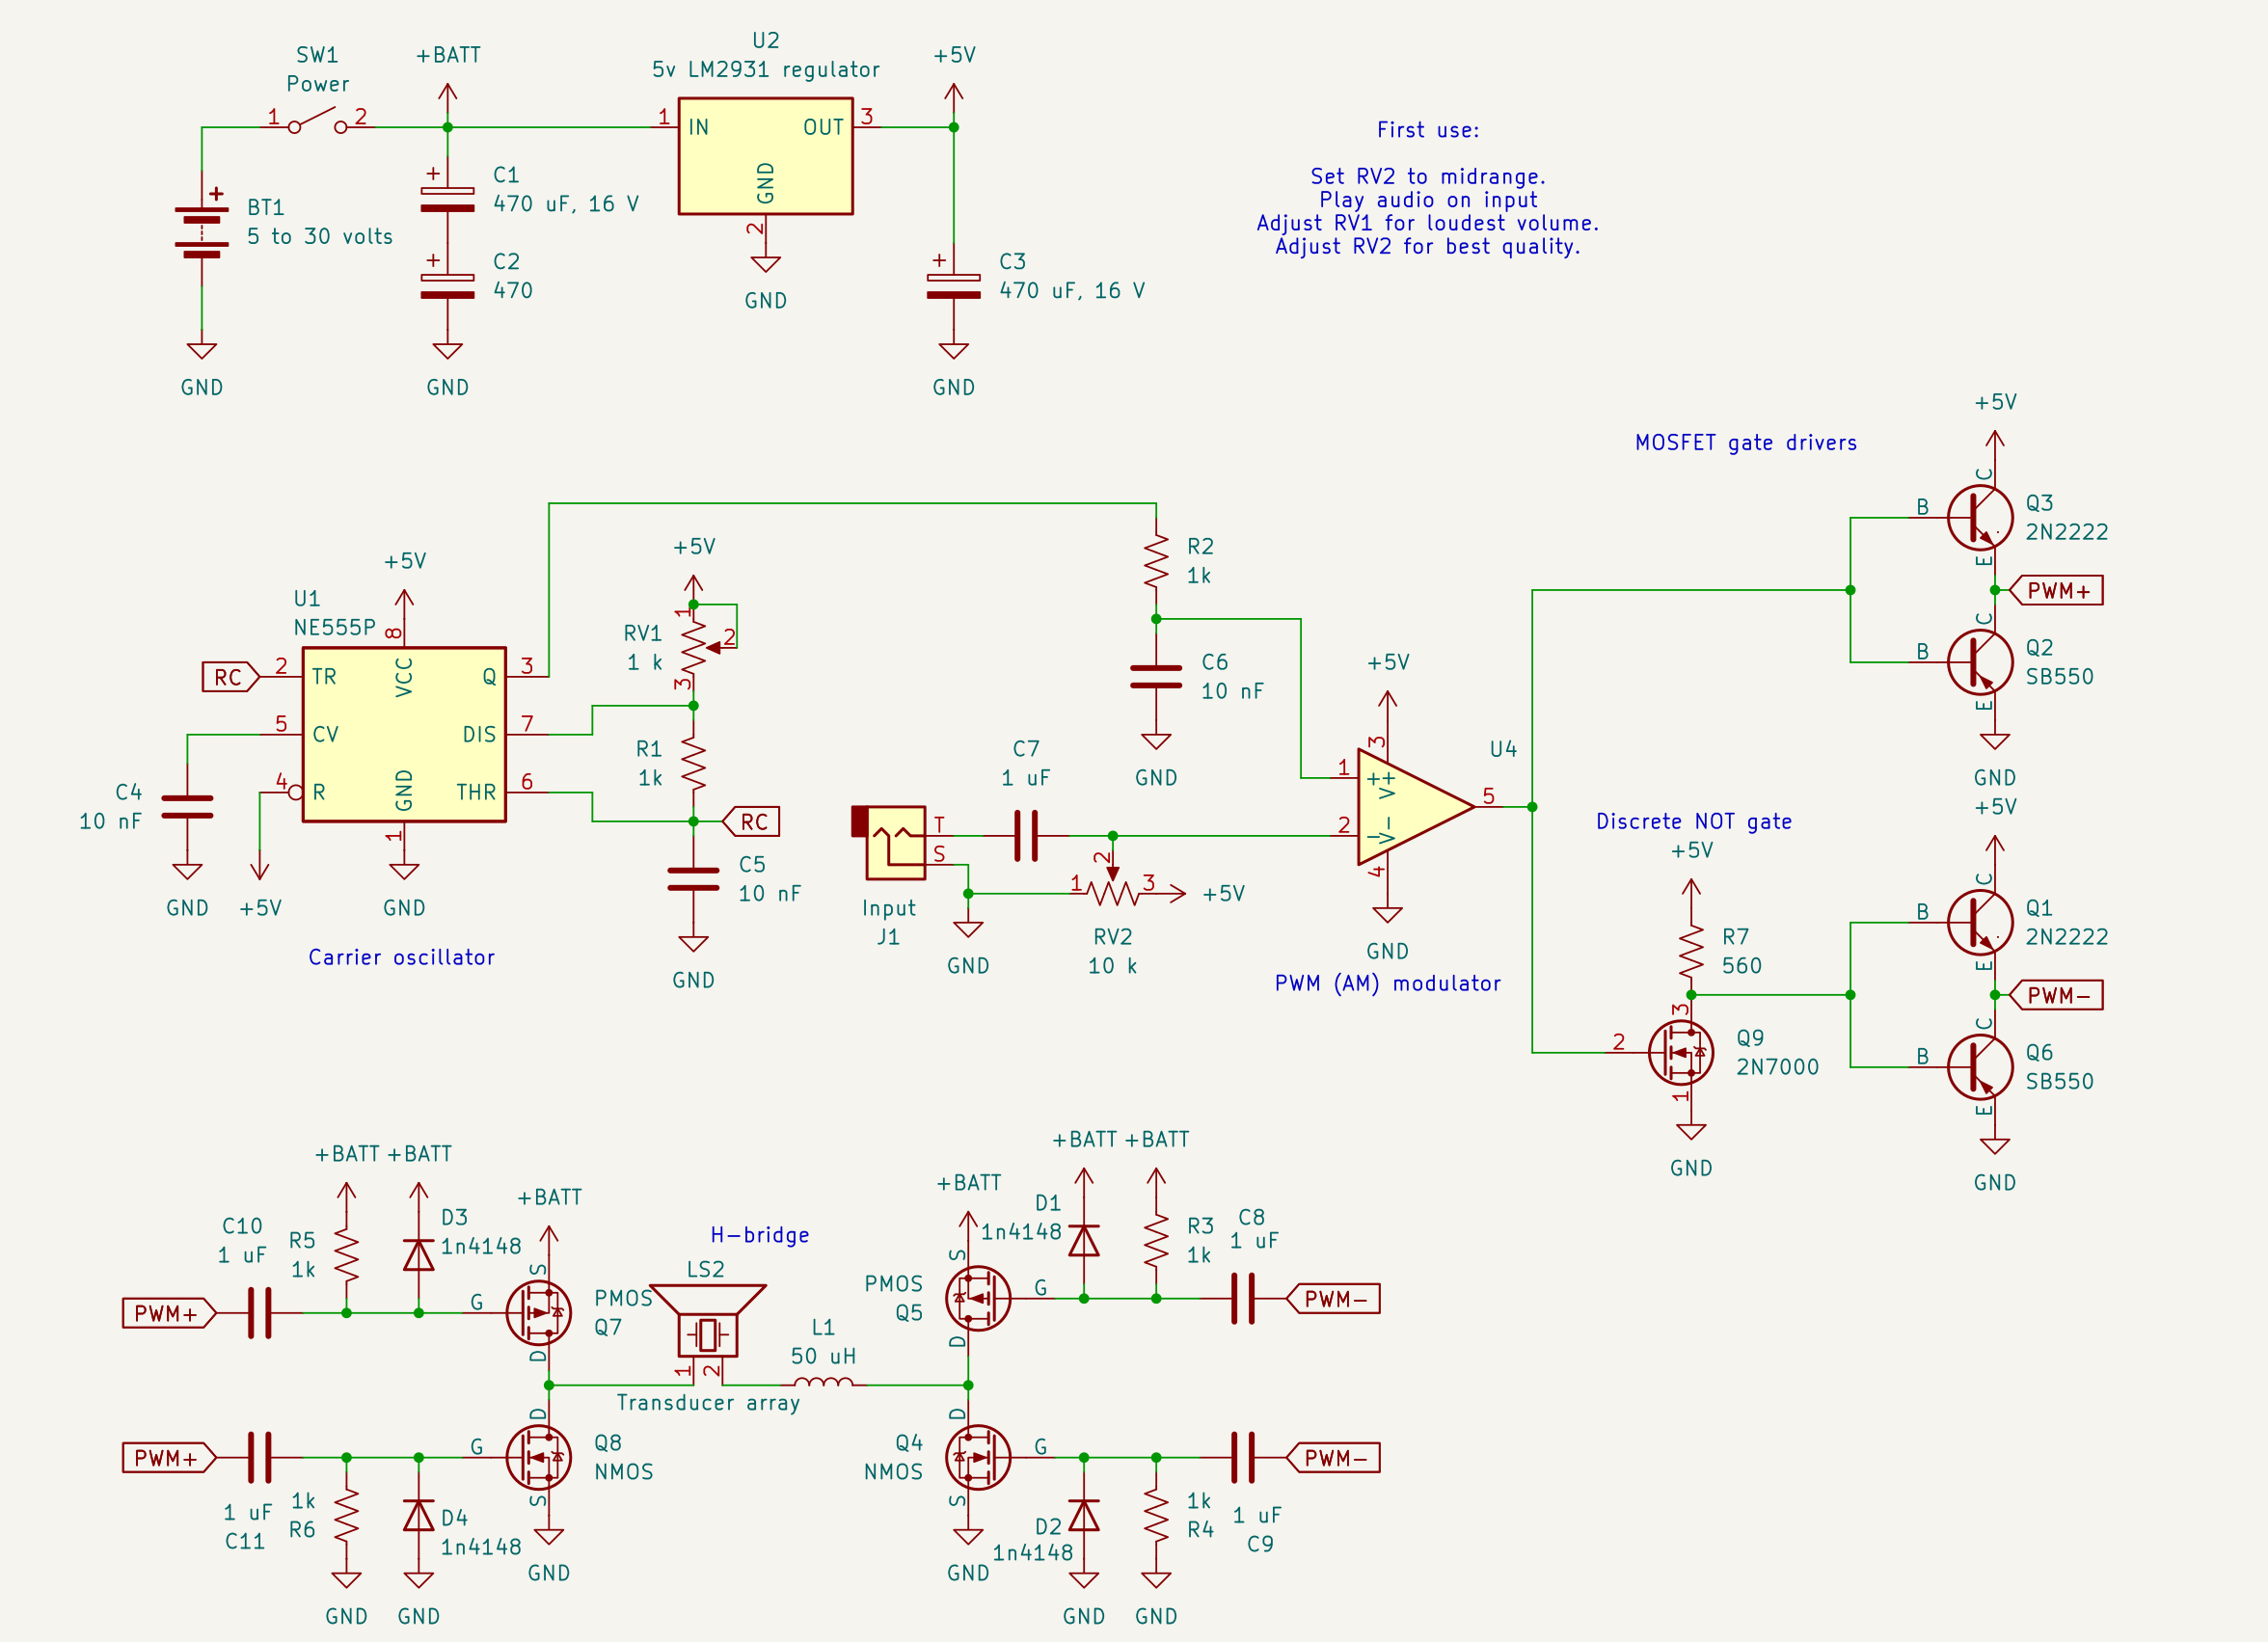 SW1
Power
1
2
+BATT
U2
5v LM2931 regulator
1
IN
OUT
3
GND
2
GND
+5V
+
BT1
5 to 30 volts
GND
+
C1
470 uF, 16 V
+
C2
470
GND
+
C3
470 uF, 16 V
GND
First use:
Set RV2 to midrange.
Play audio on input
Adjust RV1 for loudest volume.
Adjust RV2 for best quality.
U1
NE555P
+5V
8
VCC
RC
2
TR
Q
3
5
CV
DIS
7
4
R
THR
6
GND
1
GND
C4
10 nF
GND
+5V
Carrier oscillator
+5V
1
RV1
1 k
2
3
R1
1k
RC
C5
10 nF
GND
R2
1k
C6
10 nF
GND
C7
1 uF
T
S
Input
J1
GND
2
1
3
+5V
RV2
10 k
+5V
U4
3
1
+
V+
2
−
V-
4
5
GND
PWM (AM) modulator
MOSFET gate drivers
+5V
C
B
E
Q3
2N2222
PWM+
C
B
E
Q2
SB550
GND
Discrete NOT gate
+5V
R7
560
3
2
1
Q9
2N7000
GND
+5V
C
B
E
Q1
2N2222
PWM-
C
B
E
Q6
SB550
GND
+BATT
+BATT
+BATT
C10
1 uF
R5
1k
D3
1n4148
PWM+
G
S
D
PMOS
Q7
H-bridge
LS2
1
2
Transducer array
L1
50 uH
+BATT
+BATT
+BATT
S
G
D
PMOS
Q5
D1
1n4148
R3
1k
C8
1 uF
PWM-
PWM+
1 uF
C11
1k
R6
D4
1n4148
G
D
S
Q8
NMOS
GND
GND
GND
D
G
S
Q4
NMOS
D2
1n4148
1k
R4
1 uF
C9
PWM-
GND
GND
GND